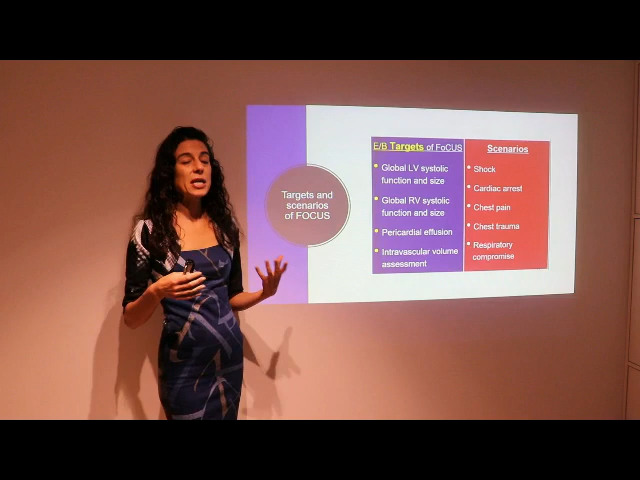 Targets and
scenarios
of FOCUS
E/B Targets of FoCUS
Global LV systolic
function and size
Global RV systolic
function and size
Pericardial effusion
Intravascular volume
assessment
Scenarios
Shock
Cardiac arrest
Chest pain
Chest trauma
Respiratory
compromise